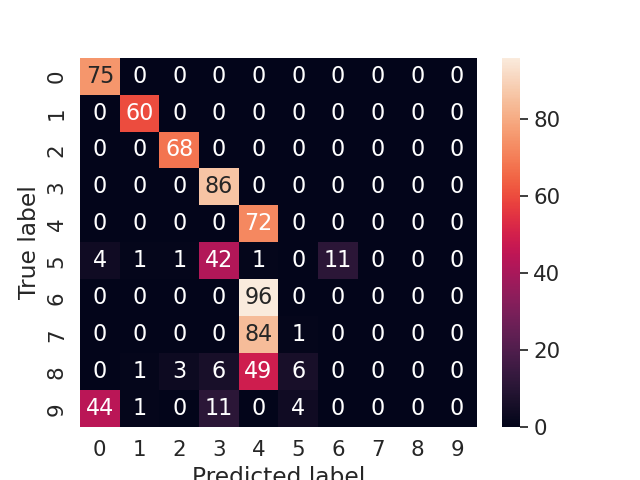 0 75 0 0 0 0 0 0 0 0 0
1 0 60 0 0 0 0 0 0 0 0
2 0 0 68 0 0 0 0 0 0 0
3 0 0 0 86 0 0 0 0 0 0
4 0 0 0 0 72 0 0 0 0 0
5 4 1 1 42 1 0 11 0 0 0
6 0 0 0 0 96 0 0 0 0 0
7 0 0 0 0 84 1 0 0 0 0
8 0 1 3 6 49 6 0 0 0 0
9 44 1 0 11 0 4 0 0 0 0
0 1 2 3 4 5 6 7 8 9
Predicted label
True label
80
60
40
20
0